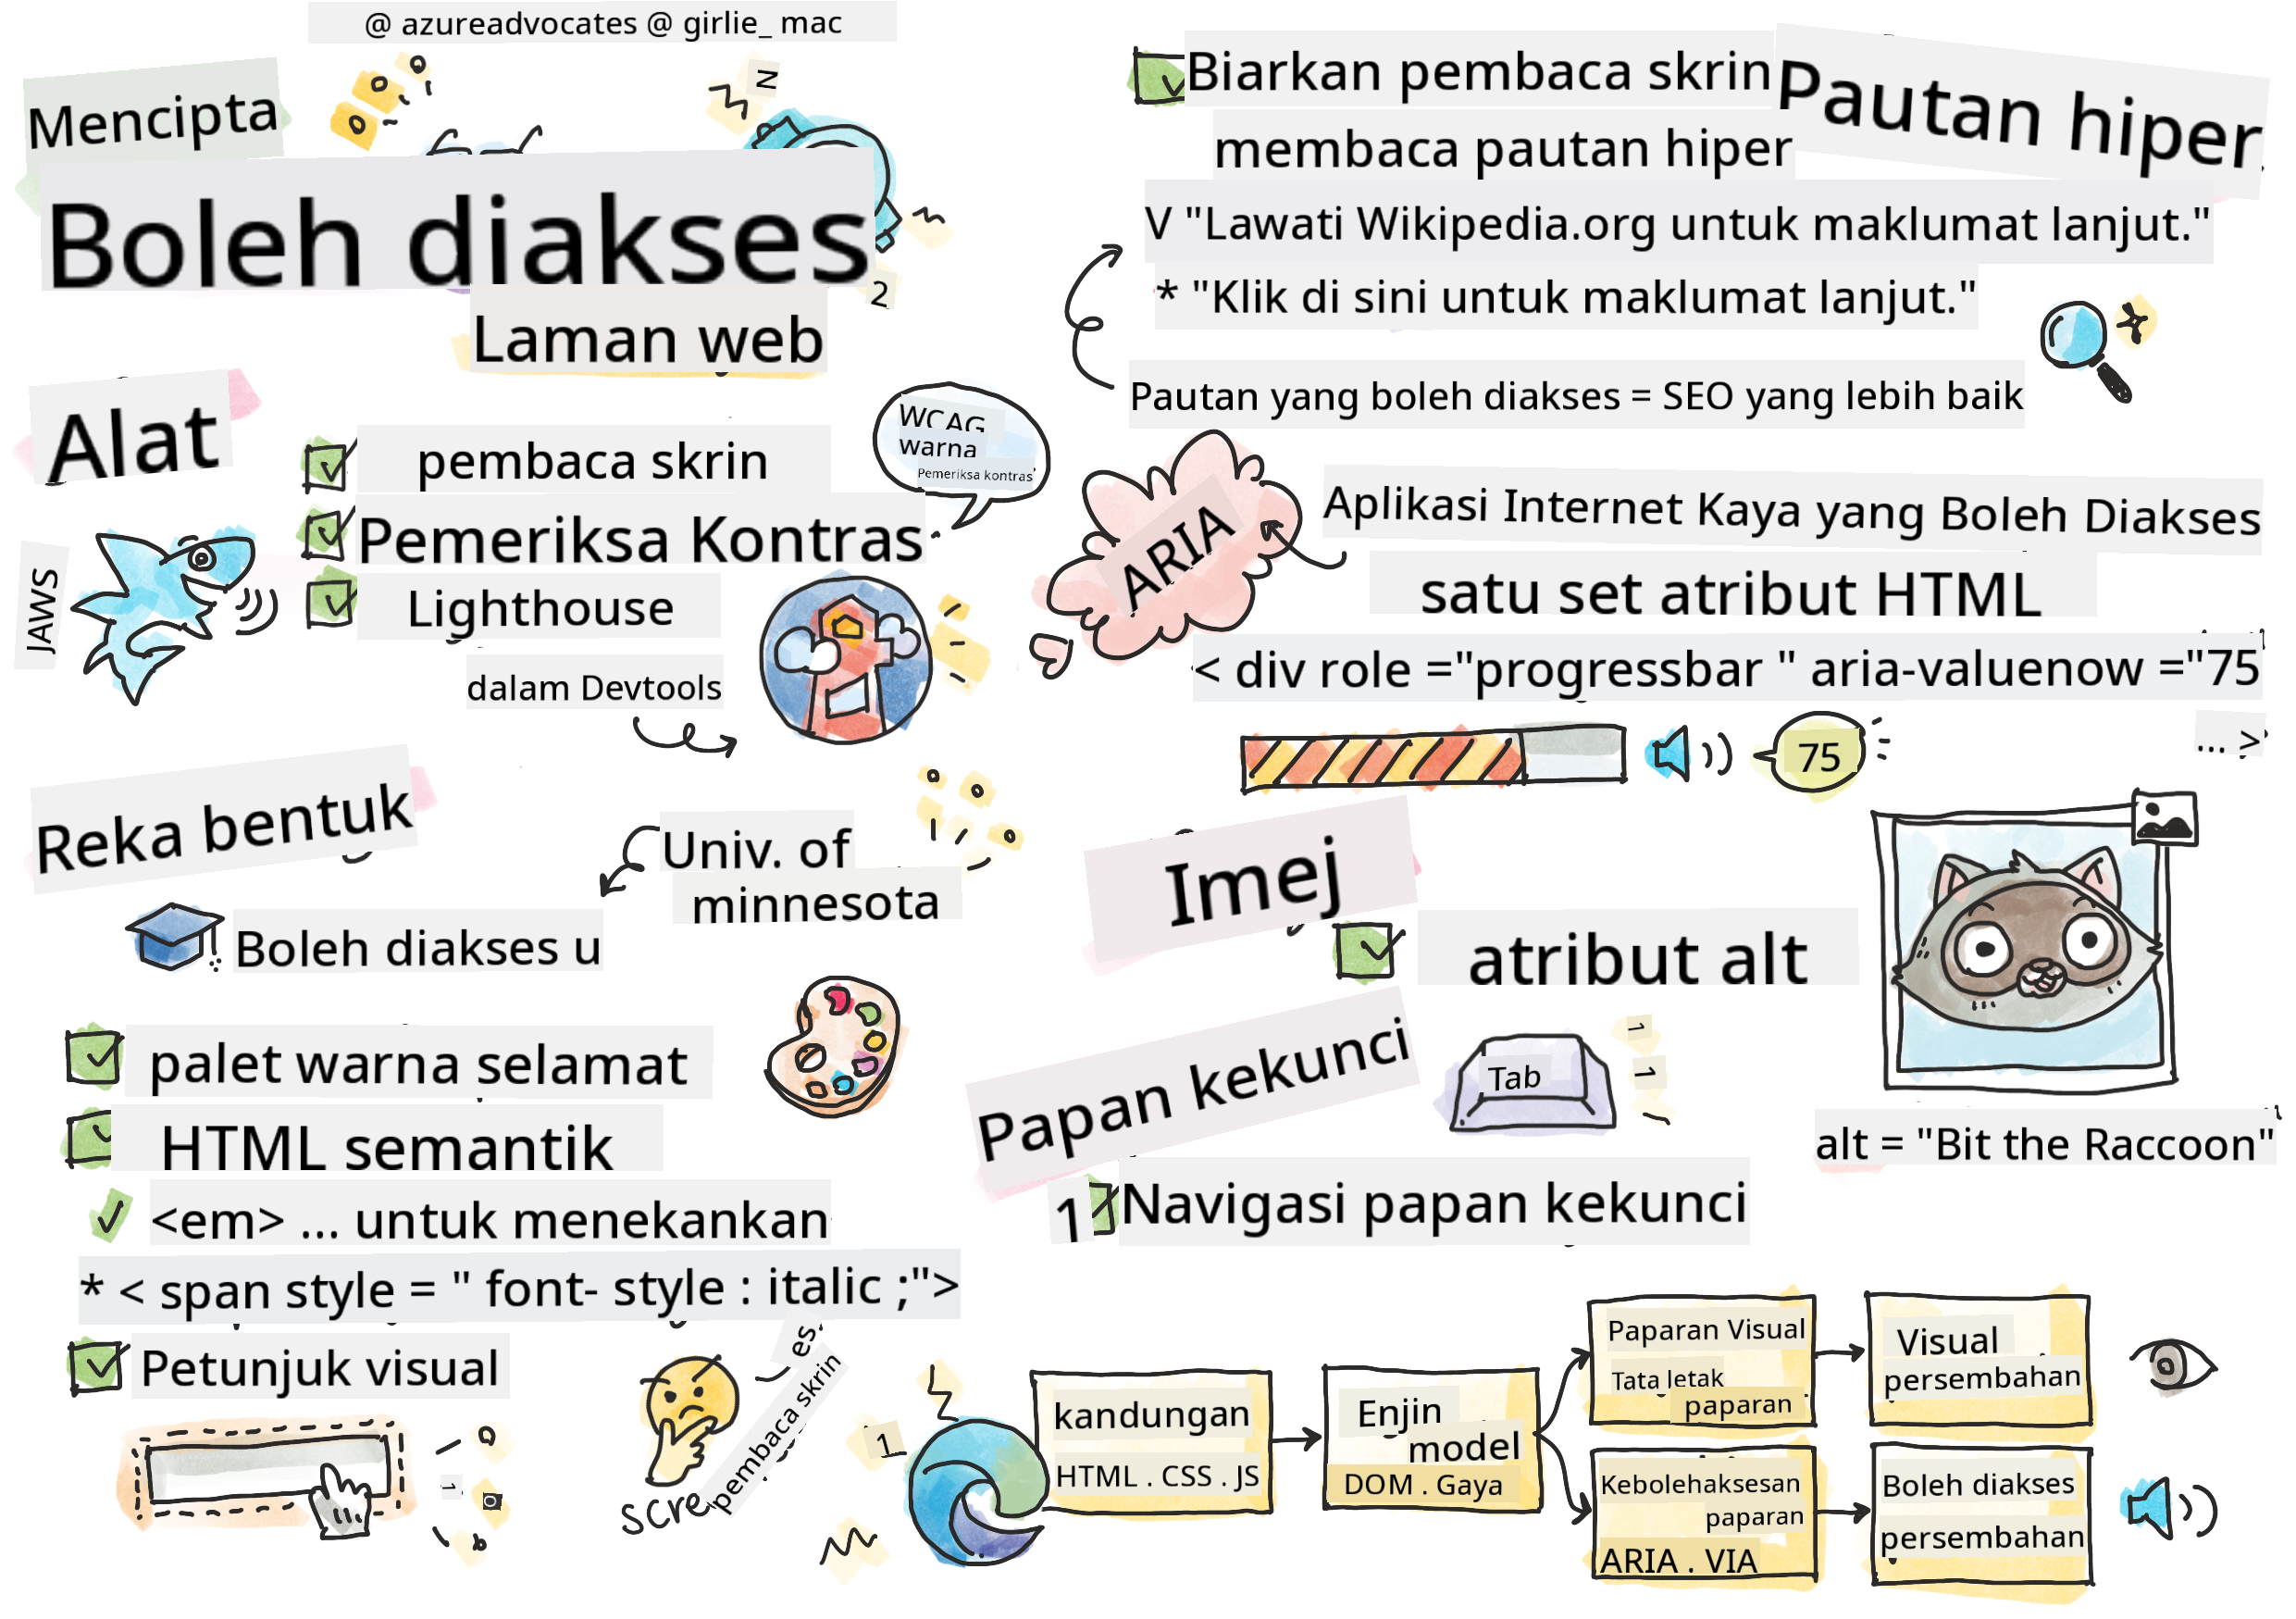 @ azureadvocates @ girlie_ mac
Mencipta
Boleh diakses
Laman web
N
2
Alat
pembaca skrin
Pemeriksa Kontras
Lighthouse
dalam Devtools
JAWS
WCAG
warna
Pemeriksa kontras
Reka bentuk
Univ. of
minnesota
Boleh diakses u
palet warna selamat
HTML semantik
<em> ... untuk menekankan
* < span style = " font- style : italic ;">
Petunjuk visual
1
es
pembaca skrin
scre
Pautan hiper
Biarkan pembaca skrin
membaca pautan hiper
V "Lawati Wikipedia.org untuk maklumat lanjut."
* "Klik di sini untuk maklumat lanjut."
Pautan yang boleh diakses = SEO yang lebih baik
ARIA
Aplikasi Internet Kaya yang Boleh Diakses
satu set atribut HTML
< div role ="progressbar " aria-valuenow ="75
... >
75
Imej
atribut alt
alt = "Bit the Raccoon"
Papan kekunci
Tab
1
1
1
Navigasi papan kekunci
1
kandungan
HTML . CSS . JS
Enjin
model
DOM . Gaya
Paparan Visual
Tata letak
paparan
Visual
persembahan
Kebolehaksesan
paparan
ARIA . VIA
Boleh diakses
persembahan